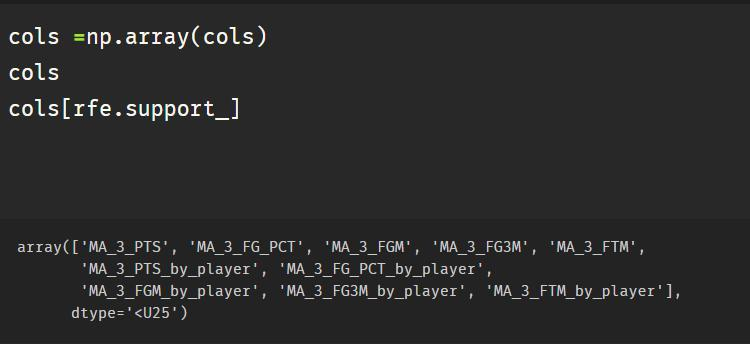 cols =np.array(cols)
cols
cols[rfe.support_]
array(['MA_3_PTS', 'MA_3_FG_PCT', 'MA_3_FGM', 'MA_3_FG3M', 'MA_3_FTM',
'MA_3_PTS_by_player', 'MA_3_FG_PCT_by_player',
'MA_3_FGM_by_player', 'MA_3_FG3M_by_player', 'MA_3_FTM_by_player'],
dtype='<U25')